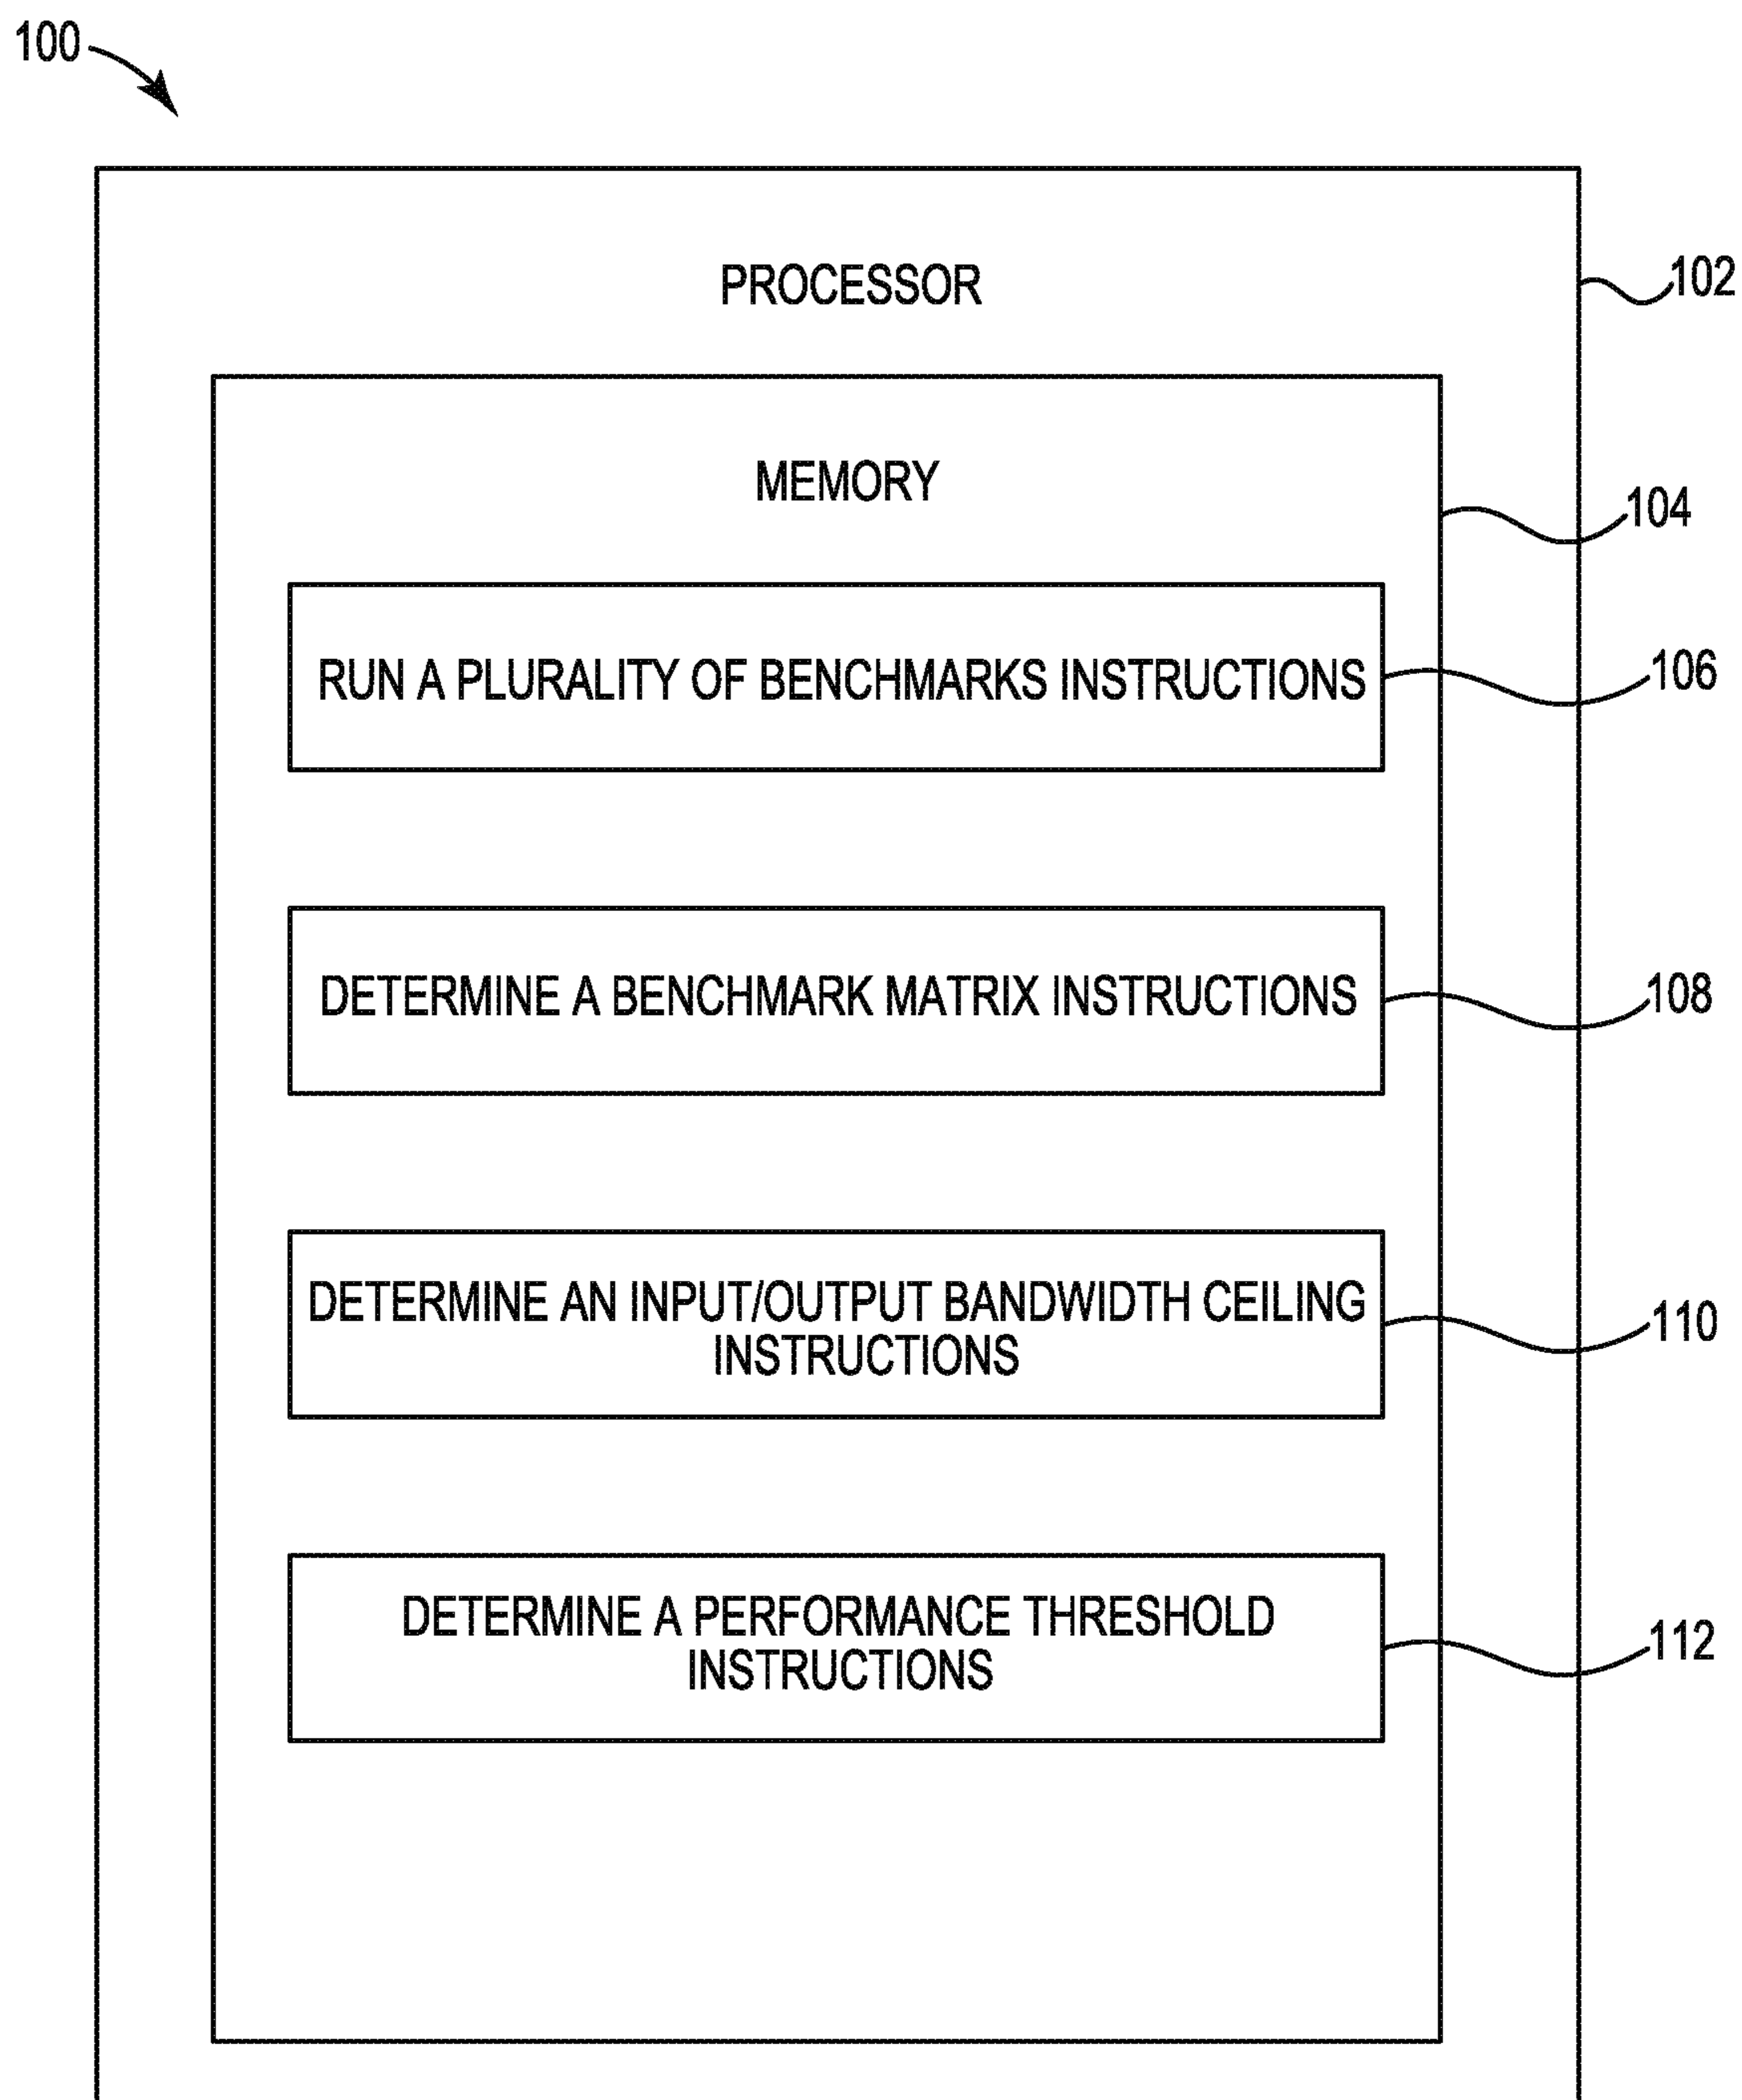 100
PROCESSOR
102
MEMORY
104
RUN A PLURALITY OF BENCHMARKS INSTRUCTIONS
106
DETERMINE A BENCHMARK MATRIX INSTRUCTIONS
108
DETERMINE AN INPUT/OUTPUT BANDWIDTH CEILING
INSTRUCTIONS
110
DETERMINE A PERFORMANCE THRESHOLD
INSTRUCTIONS
112